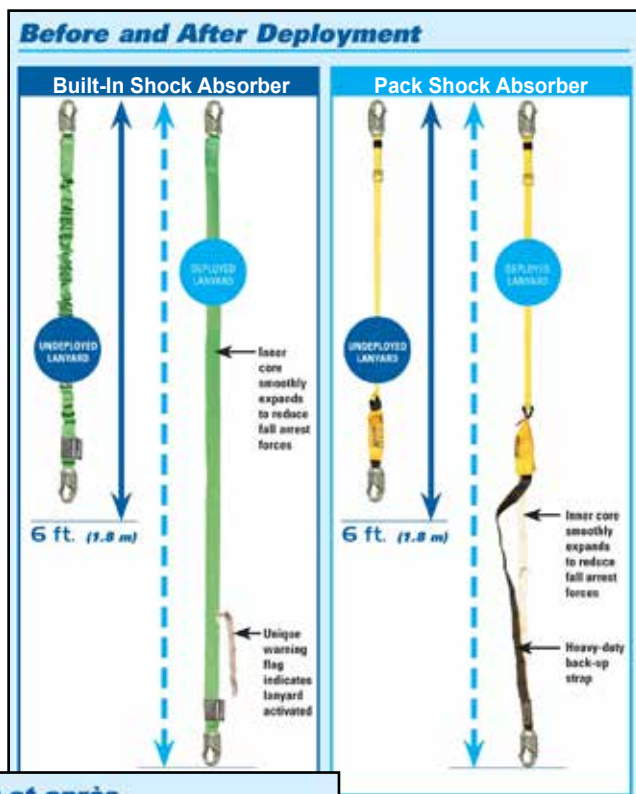 Before and After Deployment
Built-In Shock Absorber
UNDEPLOYED
LANYARD
DEPLOYED
LANYARD
Inner
core
smoothly
expands
to reduce
fall arrest
forces
6 ft. (1.8 m)
Unique
warning
flag
indicates
lanyard
activated
Pack Shock Absorber
UNDEPLOYED
LANYARD
DEPLOYED
LANYARD
6 ft. (1.8 m)
Inner core
smoothly
expands
to reduce
fall arrest
forces
Heavy-duty
back-up
strap
et après